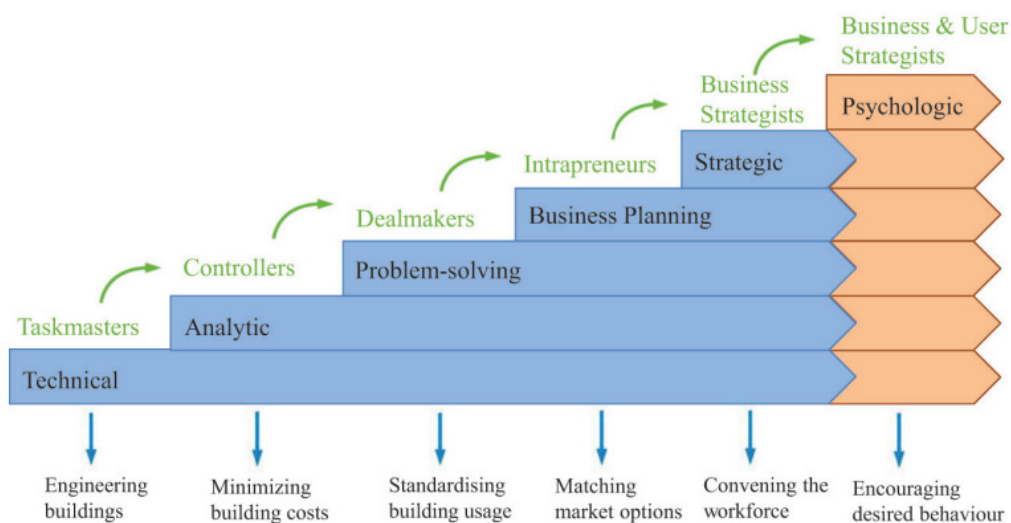 Business & User
Strategists
Psychologic
Business
Strategists
Strategic
Intrapreneurs
Business Planning
Dealmakers
Problem-solving
Controllers
Analytic
Taskmasters
Technical
Engineering
buildings
Minimizing
building costs
Standardising
building usage
Matching
market options
Convening the
workforce
Encouraging
desired behaviour